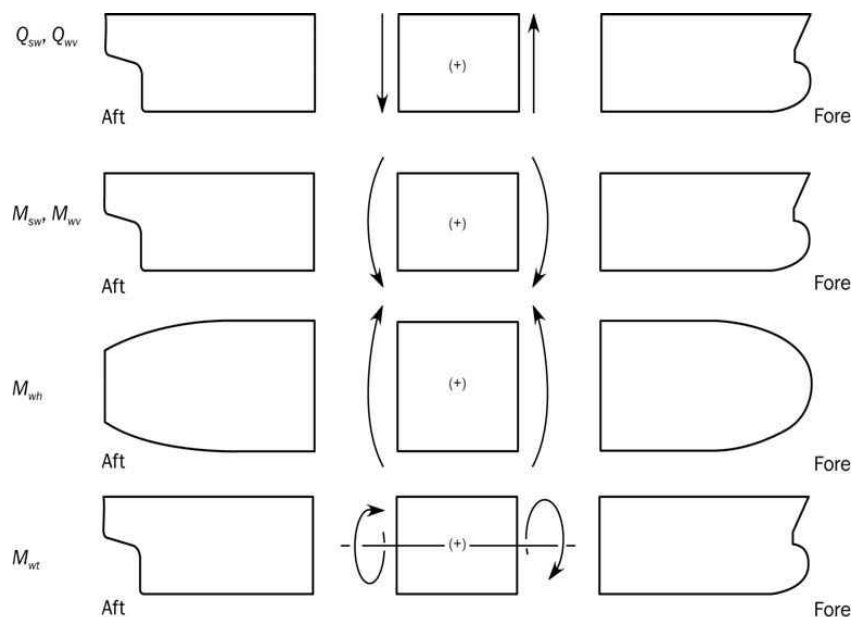 Qsw, Qwv
(+)
Aft
Fore
Msw, Mwv
(+)
Aft
Fore
Mwh
(+)
Aft
Fore
Mwt
(+)
Aft
Fore